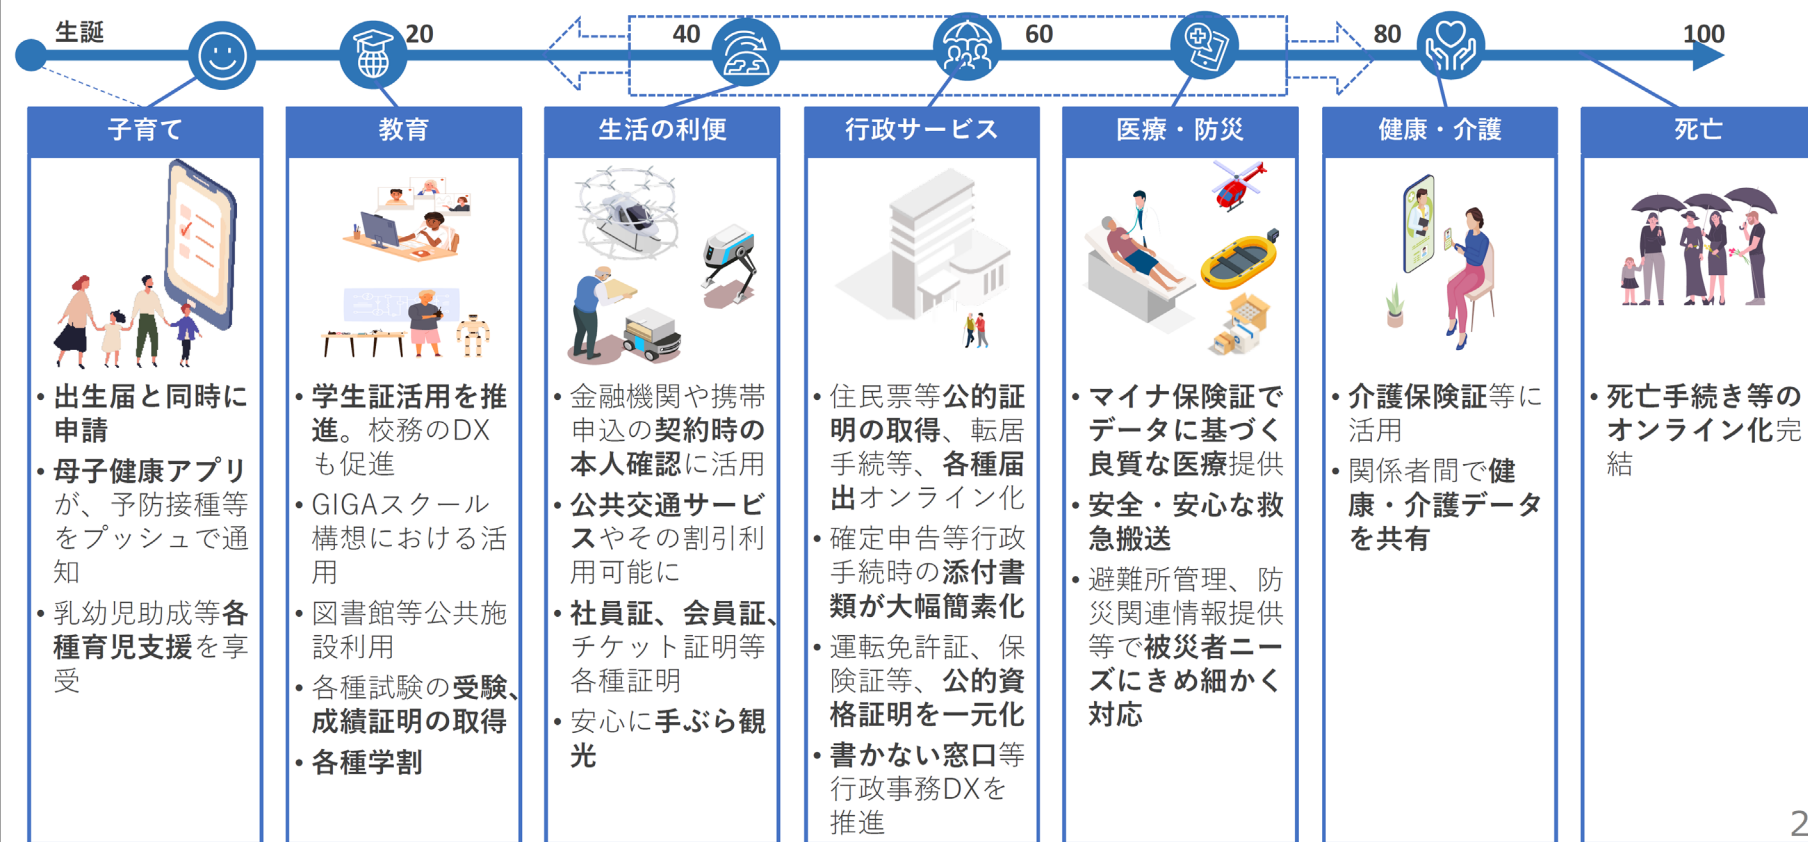 生誕
20
40
60
80
100
子育て
• 出生届と同時に
申請
• 母子健康アプリ
が、予防接種等
をプッシュで通
知
• 乳幼児助成等各
種育児支援を享
受
教育
• 学生証活用を推
進。校務のDX
も促進
• GIGAスクール
構想における活
用
• 図書館等公共施
設利用
• 各種試験の受験、
成績証明の取得
• 各種学割
生活の利便
• 金融機関や携帯
申込の契約時の
本人確認に活用
• 公共交通サービ
スやその割引利
用可能に
• 社員証、会員証、
チケット証明等
各種証明
• 安心に手ぶら観
光
行政サービス
• 住民票等公的証
明の取得、転居
手続等、各種届
出オンライン化
• 確定申告等行政
手続時の添付書
類が大幅簡素化
• 運転免許証、保
険証等、公的資
格証明を一元化
• 書かない窓口等
行政事務DXを
推進
医療・防災
• マイナ保険証で
データに基づく
良質な医療提供
• 安全・安心な救
急搬送
• 避難所管理、防
災関連情報提供
等で被災者ニー
ズにきめ細かく
対応
健康・介護
• 介護保険証等に
活用
• 関係者間で健
康・介護データ
を共有
死亡
• 死亡手続き等の
オンライン化完
結
2